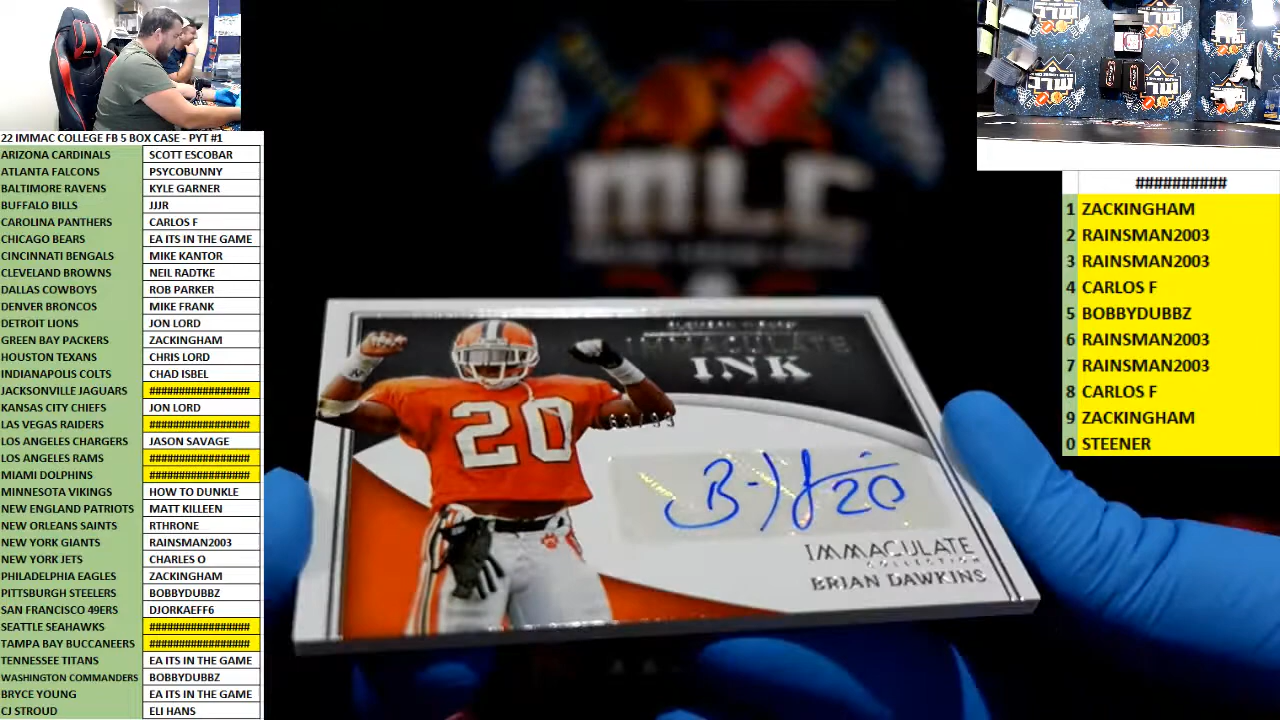 22 IMMAC COLLEGE FB 5 BOX CASE - PYT #1
ARIZONA CARDINALS SCOTT ESCOBAR
ATLANTA FALCONS PSYCOBUNNY
BALTIMORE RAVENS KYLE GARNER
BUFFALO BILLS JJJR
CAROLINA PANTHERS CARLOS F
CHICAGO BEARS EA ITS IN THE GAME
CINCINNATI BENGALS MIKE KANTOR
CLEVELAND BROWNS NEIL RADTKE
DALLAS COWBOYS ROB PARKER
DENVER BRONCOS MIKE FRANK
DETROIT LIONS JON LORD
GREEN BAY PACKERS ZACKINGHAM
HOUSTON TEXANS CHRIS LORD
INDIANAPOLIS COLTS CHAD ISBEL
JACKSONVILLE JAGUARS #################
KANSAS CITY CHIEFS JON LORD
LAS VEGAS RAIDERS #################
LOS ANGELES CHARGERS JASON SAVAGE
LOS ANGELES RAMS #################
MIAMI DOLPHINS #################
MINNESOTA VIKINGS HOW TO DUNKLE
NEW ENGLAND PATRIOTS MATT KILLEEN
NEW ORLEANS SAINTS RTHRONE
NEW YORK GIANTS RAINSMAN2003
NEW YORK JETS CHARLES O
PHILADELPHIA EAGLES ZACKINGHAM
PITTSBURGH STEELERS BOBBYDUBBZ
SAN FRANCISCO 49ERS DJORKAEFF6
SEATTLE SEAHAWKS #################
TAMPA BAY BUCCANEERS #################
TENNESSEE TITANS EA ITS IN THE GAME
WASHINGTON COMMANDERS BOBBYDUBBZ
BRYCE YOUNG EA ITS IN THE GAME
CJ STROUD ELI HANS
MLC
IMMACULATE
INK
20
20
IMMACULATE
COLLECTION
BRIAN DAWKINS
##########
1 ZACKINGHAM
2 RAINSMAN2003
3 RAINSMAN2003
4 CARLOS F
5 BOBBYDUBBZ
6 RAINSMAN2003
7 RAINSMAN2003
8 CARLOS F
9 ZACKINGHAM
0 STEENER